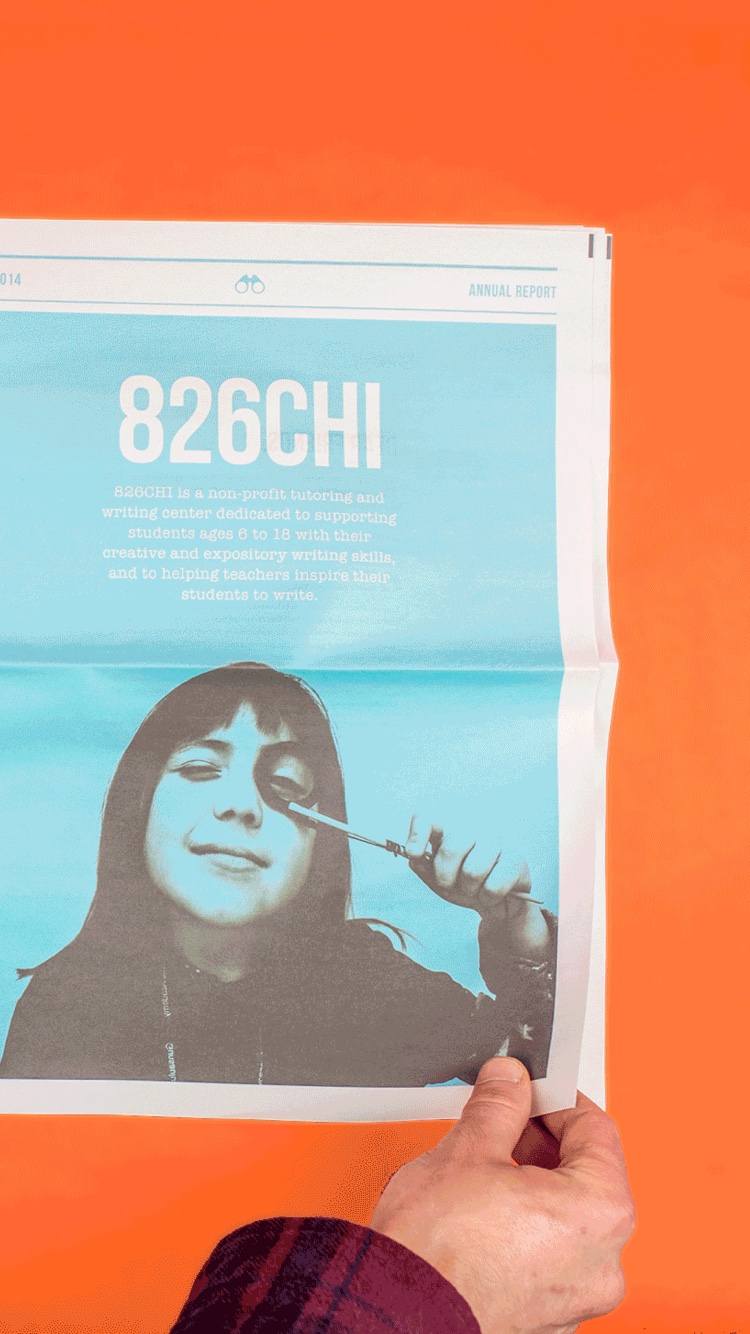 014
ANNUAL REPORT
826CHI
826CHI is a non-profit tutoring and
writing center dedicated to supporting
students ages 6 to 18 with their
creative and expository writing skills,
and to helping teachers inspire their
students to write.